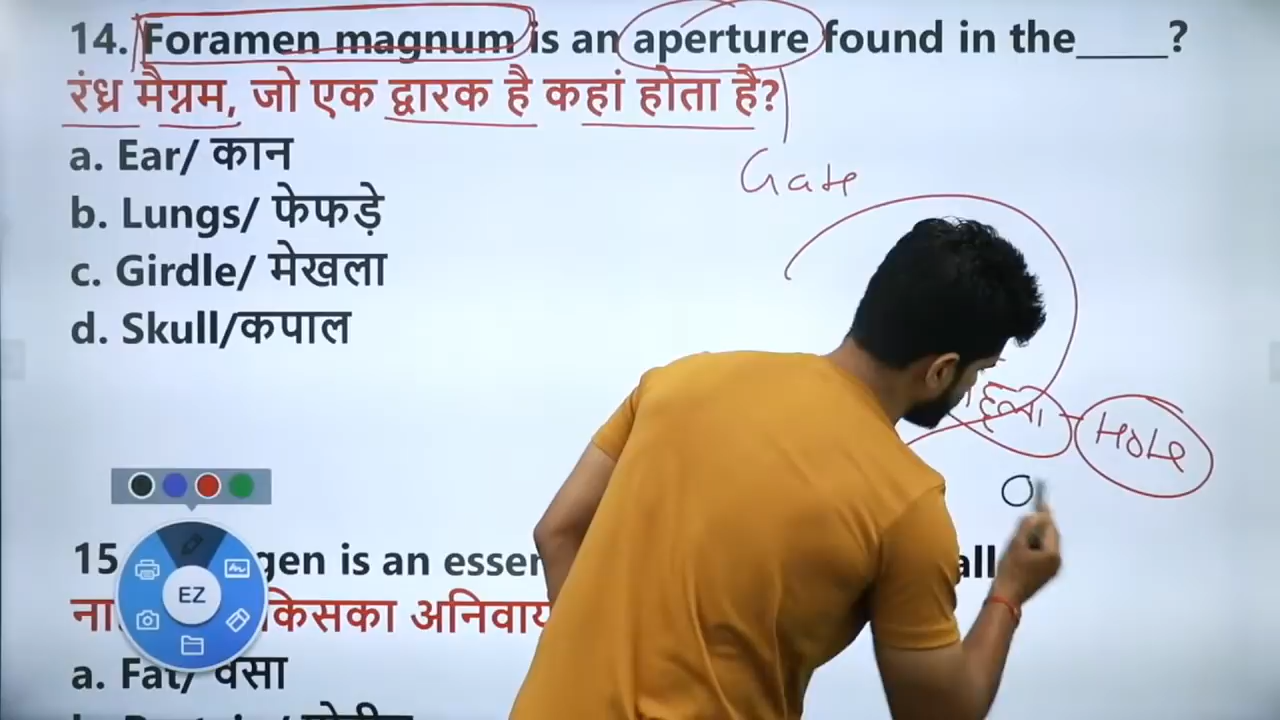 14. Foramen magnum is an aperture found in the_____?
रंध्र मैग्नम, जो एक द्वारक है कहां होता है?
a. Ear/ कान
Gate
b. Lungs/ फेफड़े
c. Girdle/ मेखला
d. Skull/कपाल
Hole
EZ
15
gen is an essen
all
ना
किसका अनिवार्य
a. Fat/ वसा